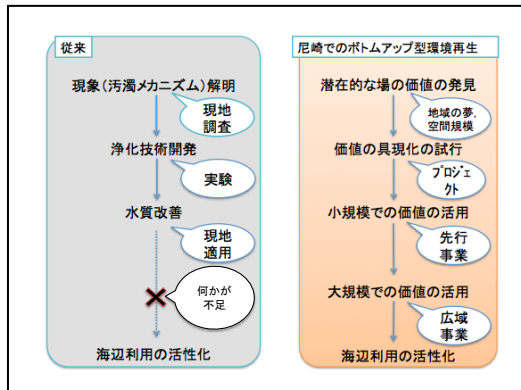 従来
現象(汚濁メカニズム)解明
現地
調査
浄化技術開発
実験
水質改善
現地
適用
何かが
不足
海辺利用の活性化
尼崎でのボトムアップ型環境再生
潜在的な場の価値の発見
地域の夢,
空間規模
価値の具現化の試行
プロジェ
クト
小規模での価値の活用
先行
事業
大規模での価値の活用
広域
事業
海辺利用の活性化